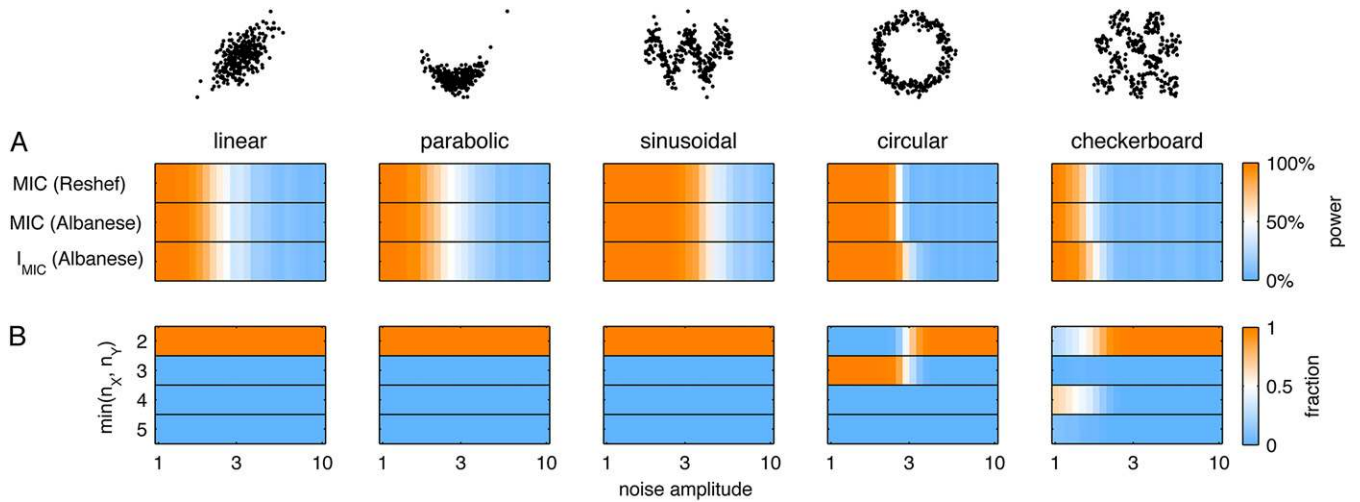 A
linear
parabolic
sinusoidal
circular
checkerboard
MIC (Reshef)
MIC (Albanese)
I_MIC (Albanese)
100%
50%
0%
power
B
min(n_X, n_Y)
2
3
4
5
1
0.5
0
fraction
1 3 10
1 3 10
1 3 10
1 3 10
1 3 10
noise amplitude